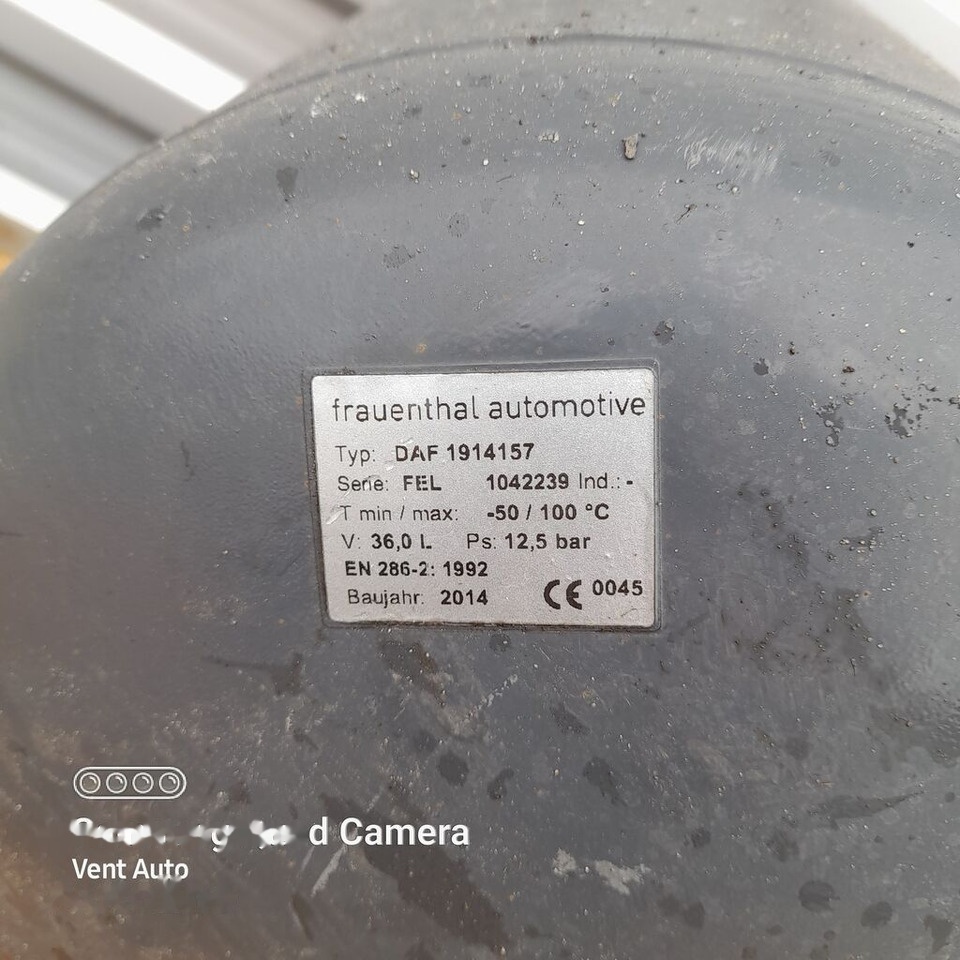 frauenthal automotive
Typ: DAF 1914157
Serie: FEL 1042239 Ind.: -
T min / max: -50 / 100 °C
V: 36,0 L Ps: 12,5 bar
EN 286-2: 1992
Baujahr: 2014 CE 0045
d Camera
Vent Auto